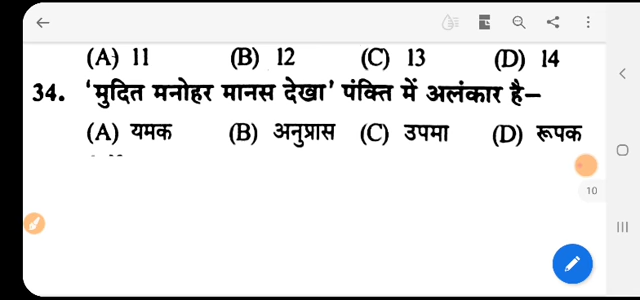 (A) 11 (B) 12 (C) 13 (D) 14
34. 'मुदित मनोहर मानस देखा' पंक्ति में अलंकार है–
(A) यमक (B) अनुप्रास (C) उपमा (D) रूपक
10